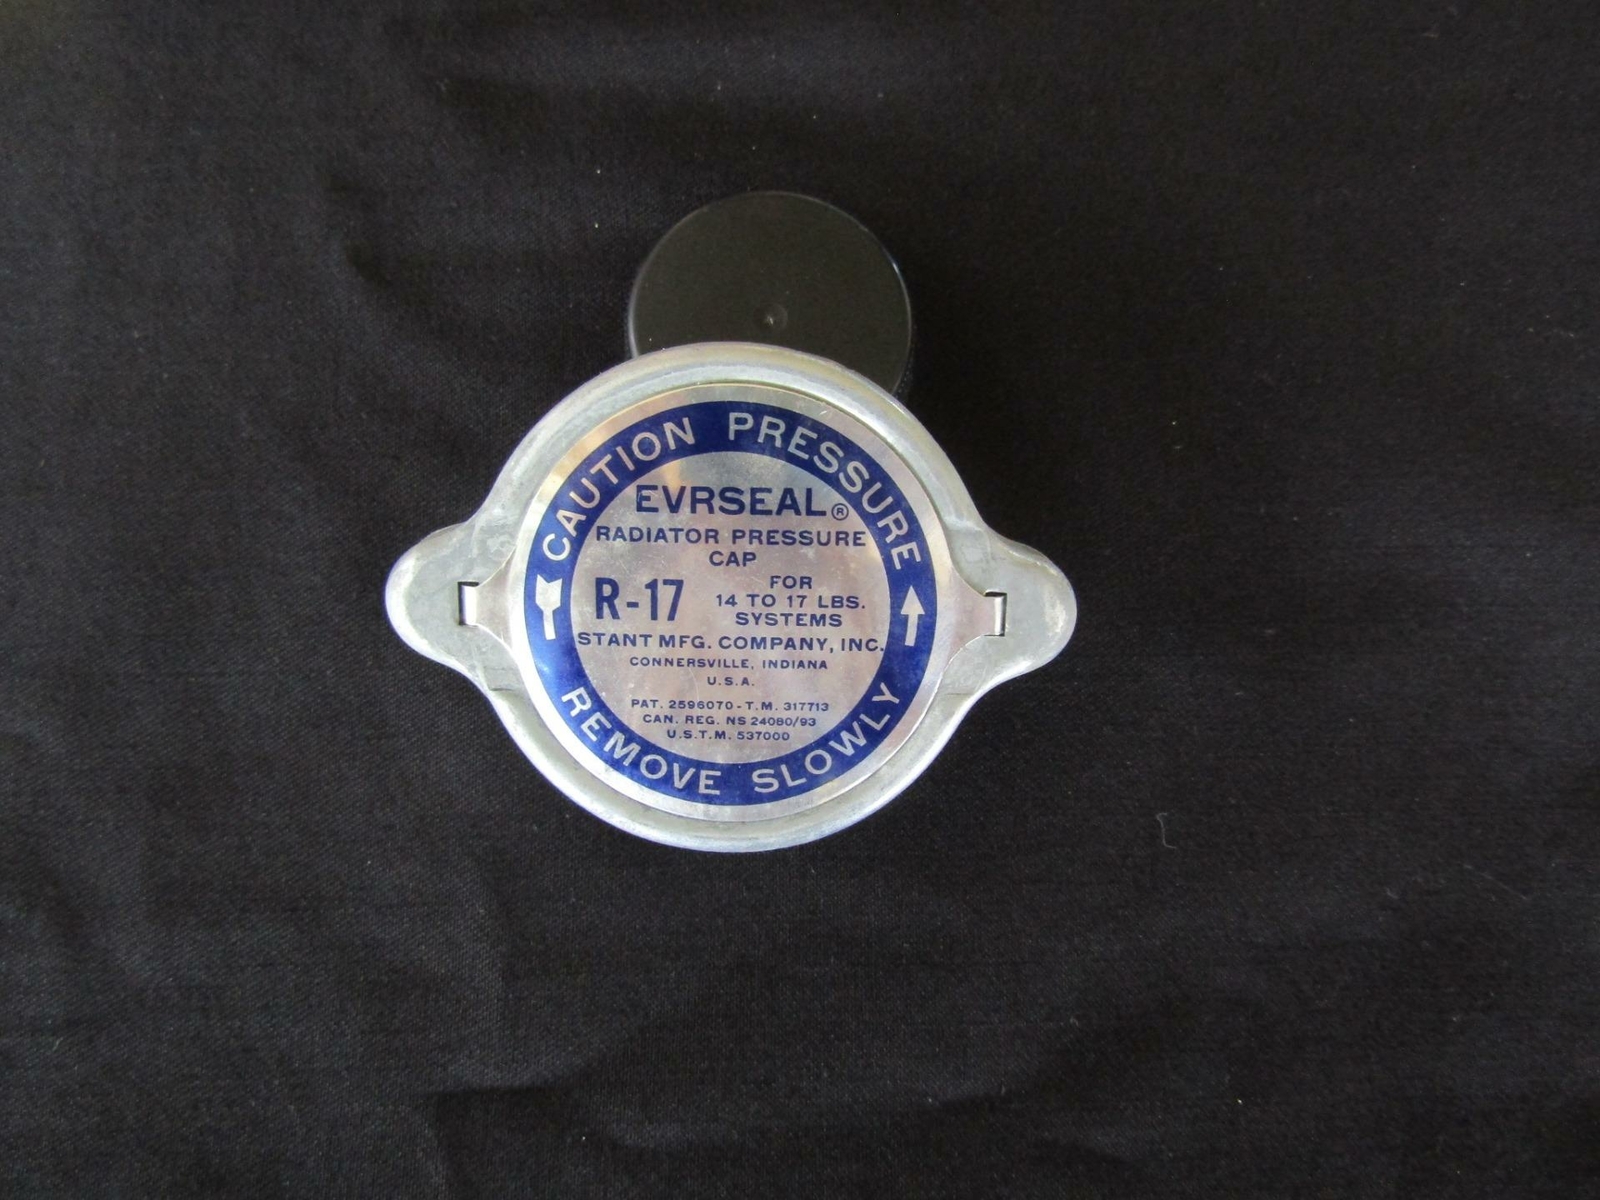 CAUTION PRESSURE
EVRSEAL®
RADIATOR PRESSURE
CAP
R-17
FOR
14 TO 17 LBS.
SYSTEMS
STANT MFG. COMPANY, INC.
CONNERSVILLE, INDIANA
U.S.A.
PAT. 2596070 - T.M. 317713
CAN. REG. NS 24080/93
U.S.T.M. 537000
REMOVE SLOWLY